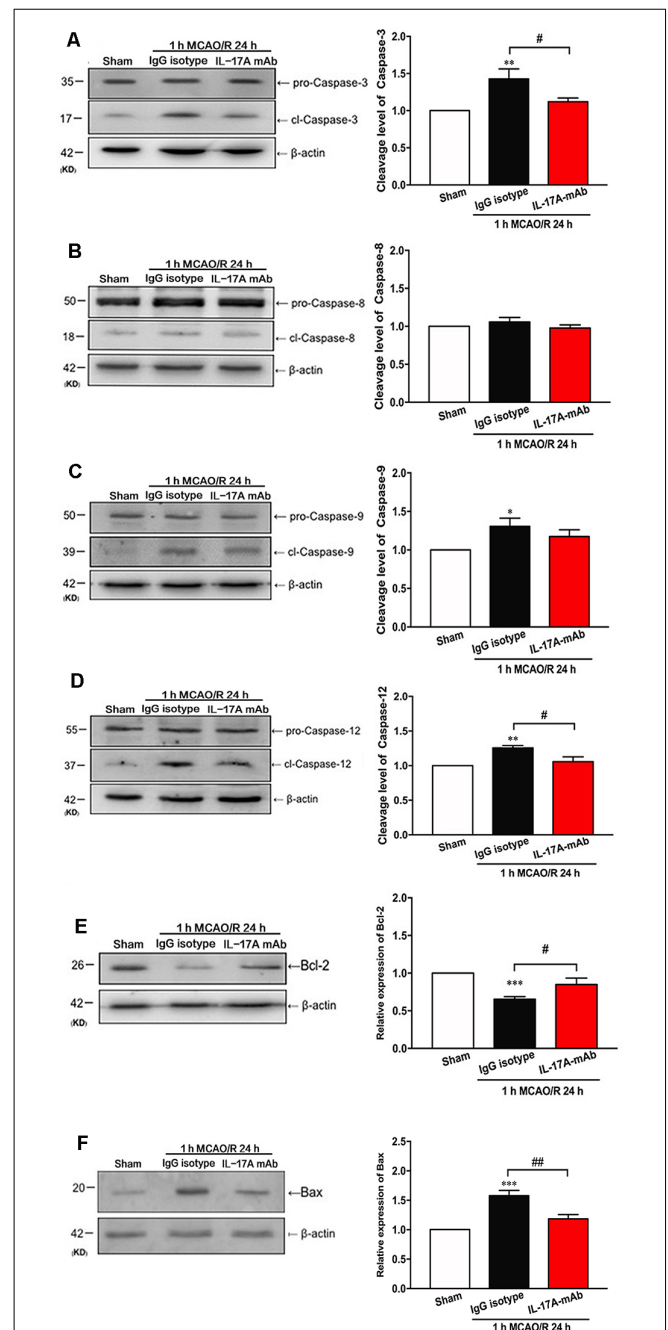 A
1 h MCAO/R 24 h
Sham IgG isotype IL−17A mAb
35 ←pro-Caspase-3
17 ←cl-Caspase-3
42 ←β-actin
(KD)
Cleavage level of Caspase-3
2.0
1.5
1.0
0.5
0.0
** #
Sham IgG isotype IL-17A-mAb
1 h MCAO/R 24 h
B
1 h MCAO/R 24 h
Sham IgG isotype IL−17A mAb
50 ←pro-Caspase-8
18 ←cl-Caspase-8
42 ←β-actin
(KD)
Cleavage level of Caspase-8
2.0
1.5
1.0
0.5
0.0
Sham IgG isotype IL-17A-mAb
1 h MCAO/R 24 h
C
1 h MCAO/R 24 h
Sham IgG isotype IL−17A mAb
50 ←pro-Caspase-9
39 ←cl-Caspase-9
42 ←β-actin
(KD)
Cleavage level of Caspase-9
2.0
1.5
1.0
0.5
0.0
*
Sham IgG isotype IL-17A-mAb
1 h MCAO/R 24 h
D
1 h MCAO/R 24 h
Sham IgG isotype IL−17A mAb
55 ←pro-Caspase-12
37 ←cl-Caspase-12
42 ←β-actin
(KD)
Cleavage level of Caspase-12
2.0
1.5
1.0
0.5
0.0
** #
Sham IgG isotype IL-17A-mAb
1 h MCAO/R 24 h
E
1 h MCAO/R 24 h
Sham IgG isotype IL−17A mAb
26 ←Bcl-2
42 ←β-actin
(KD)
Relative expression of Bcl-2
2.0
1.5
1.0
0.5
0.0
*** #
Sham IgG isotype IL-17A-mAb
1 h MCAO/R 24 h
F
1 h MCAO/R 24 h
Sham IgG isotype IL−17A mAb
20 ←Bax
42 ←β-actin
(KD)
Relative expression of Bax
2.5
2.0
1.5
1.0
0.5
0.0
*** ##
Sham IgG isotype IL-17A-mAb
1 h MCAO/R 24 h